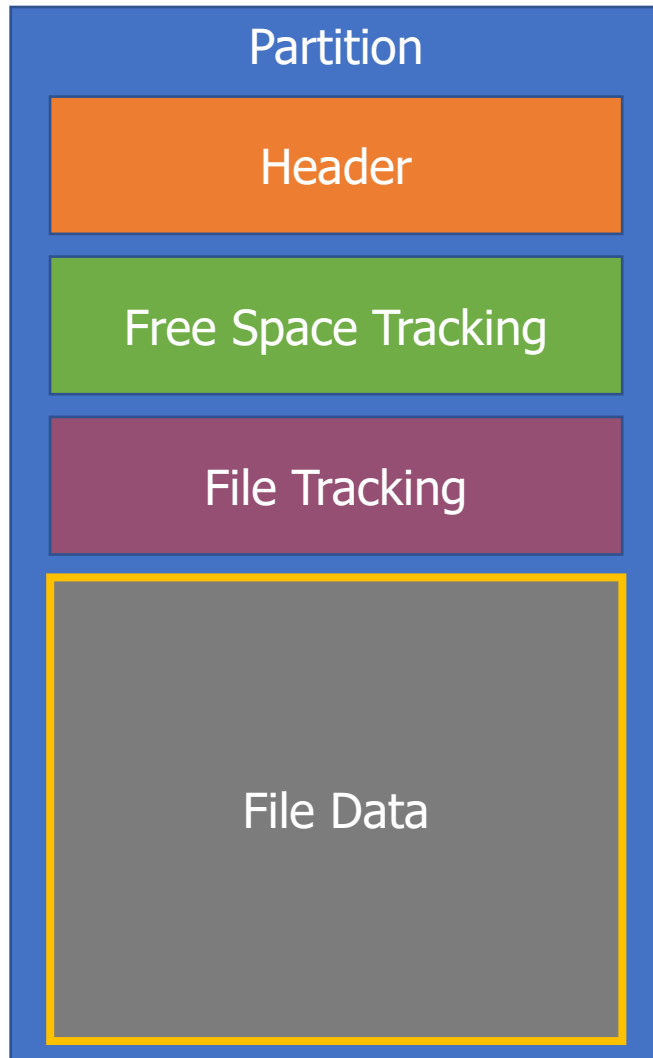 Partition
Header
Free Space Tracking
File Tracking
File Data